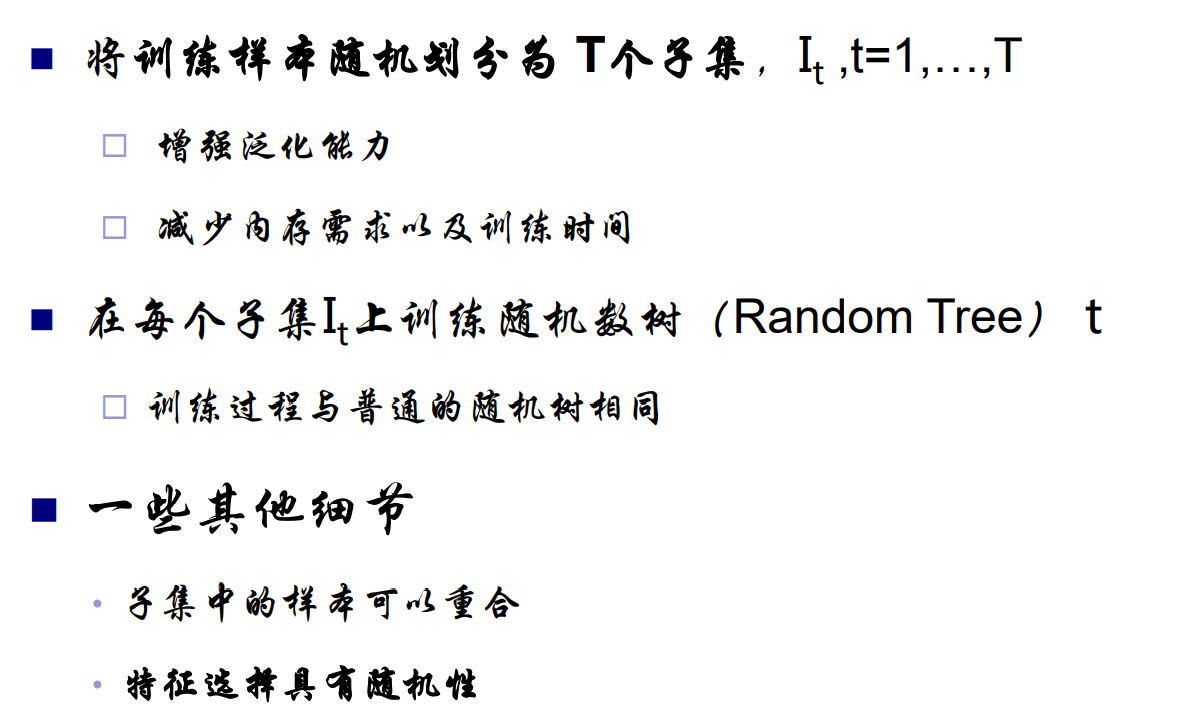 将训练样本随机划分为 T个子集，It ,t=1,…,T
增强泛化能力
减少内存需求以及训练时间
在每个子集It上训练随机数树（Random Tree） t
训练过程与普通的随机树相同
一些其他细节
子集中的样本可以重合
特征选择具有随机性